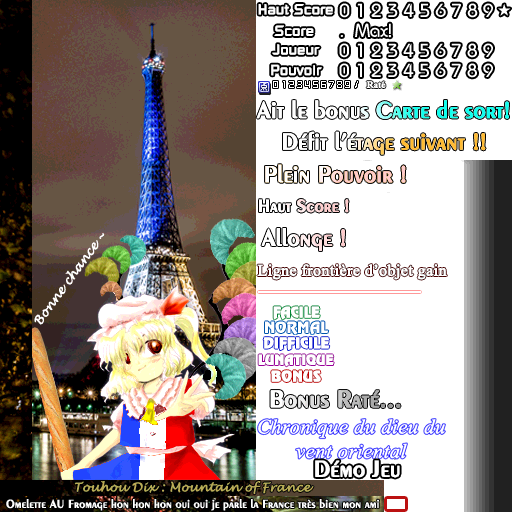 Haut Score 0123456789★
Score . Max!
Joueur 0123456789
Pouvoir 0123456789
0123456789/ Raté ★
Ait le bonus Carte de sort!
Défit l'étage suivant !!
Plein Pouvoir !
Haut Score !
Allonge !
Ligne frontière d'objet gain
Bonne chance ~
FACILE
NORMAL
DIFFICILE
LUNATIQUE
BONUS
Bonus Raté...
Chronique du dieu du
vent oriental
Démo Jeu
Touhou Dix : Mountain of France
Omelette AU Fromage hon hon hon oui oui je parle la France très bien mon ami